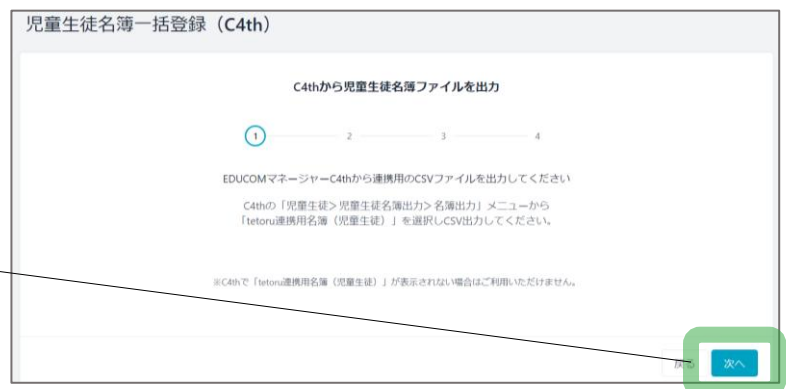 児童生徒名簿一括登録（C4th）
C4thから児童生徒名簿ファイルを出力
1 2 3 4
EDUCOMマネージャーC4thから連携用のCSVファイルを出力してください
C4thの「児童生徒>児童生徒名簿出力>名簿出力」メニューから
「tetoru連携用名簿（児童生徒）」を選択しCSV出力してください。
※C4thで「tetoru連携用名簿（児童生徒）」が表示されない場合はご利用いただけません。
戻る 次へ